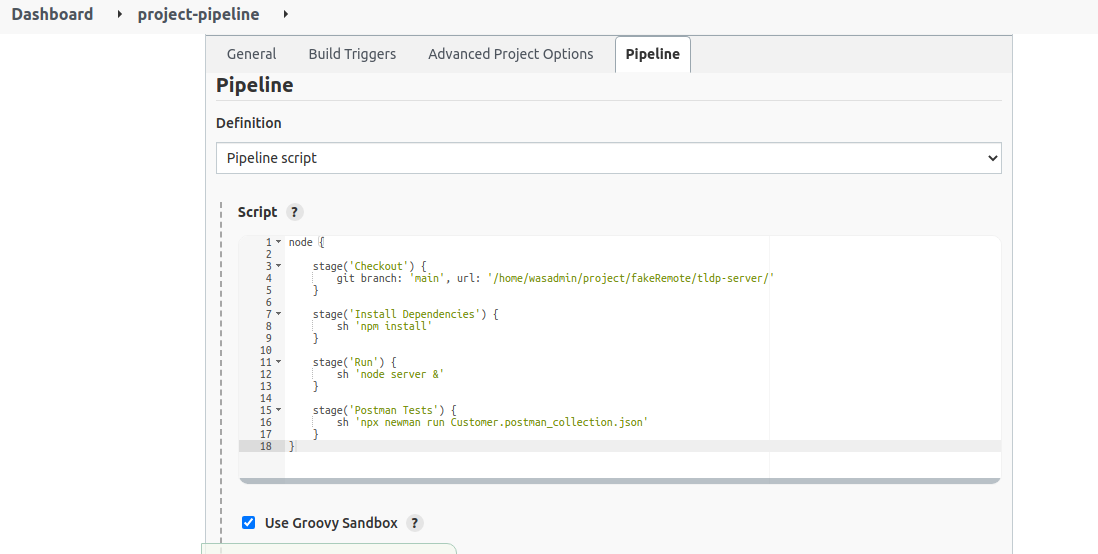 Dashboard project-pipeline
General Build Triggers Advanced Project Options Pipeline
Pipeline
Definition
Pipeline script
Script ?
1 node {
2
3 stage('Checkout') {
4 git branch: 'main', url: '/home/wasadmin/project/fakeRemote/tldp-server/'
5 }
6
7 stage('Install Dependencies') {
8 sh 'npm install'
9 }
10
11 stage('Run') {
12 sh 'node server &'
13 }
14
15 stage('Postman Tests') {
16 sh 'npx newman run Customer.postman_collection.json'
17 }
18 }
Use Groovy Sandbox ?